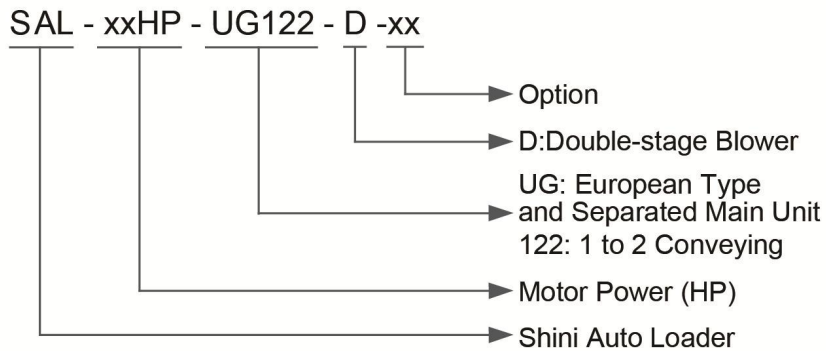 SAL - xxHP - UG122 - D -xx
Option
D:Double-stage Blower
UG: European Type
and Separated Main Unit
122: 1 to 2 Conveying
Motor Power (HP)
Shini Auto Loader